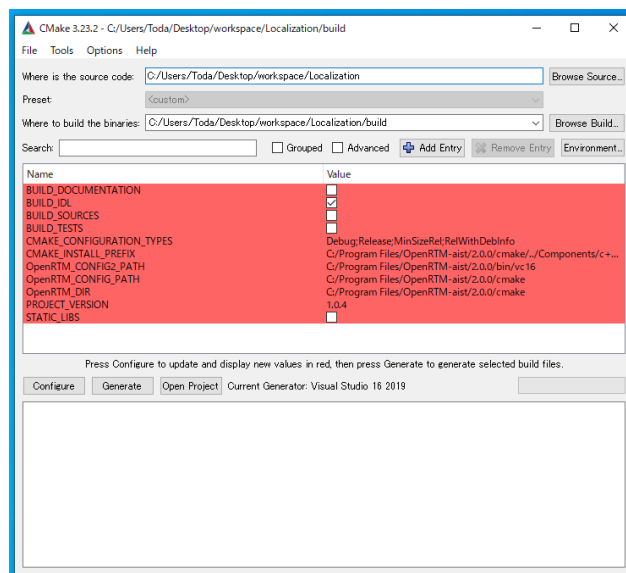 CMake 3.23.2 - C:/Users/Toda/Desktop/workspace/Localization/build
File Tools Options Help
Where is the source code: C:/Users/Toda/Desktop/workspace/Localization Browse Source...
Preset: <custom>
Where to build the binaries: C:/Users/Toda/Desktop/workspace/Localization/build Browse Build...
Search: Grouped Advanced Add Entry Remove Entry Environment...
Name Value
BUILD_DOCUMENTATION
BUILD_IDL
BUILD_SOURCES
BUILD_TESTS
CMAKE_CONFIGURATION_TYPES Debug;Release;MinSizeRel;RelWithDebInfo
CMAKE_INSTALL_PREFIX C:/Program Files/OpenRTM-aist/2.0.0/cmake/../Components/c+...
OpenRTM_CONFIG2_PATH C:/Program Files/OpenRTM-aist/2.0.0/bin/vc16
OpenRTM_CONFIG_PATH C:/Program Files/OpenRTM-aist/2.0.0/cmake
OpenRTM_DIR C:/Program Files/OpenRTM-aist/2.0.0/cmake
PROJECT_VERSION 1.0.4
STATIC_LIBS
Press Configure to update and display new values in red, then press Generate to generate selected build files.
Configure Generate Open Project Current Generator: Visual Studio 16 2019